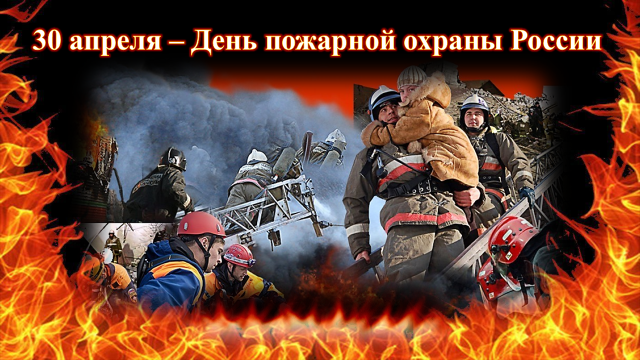 30 апреля – День пожарной охраны России